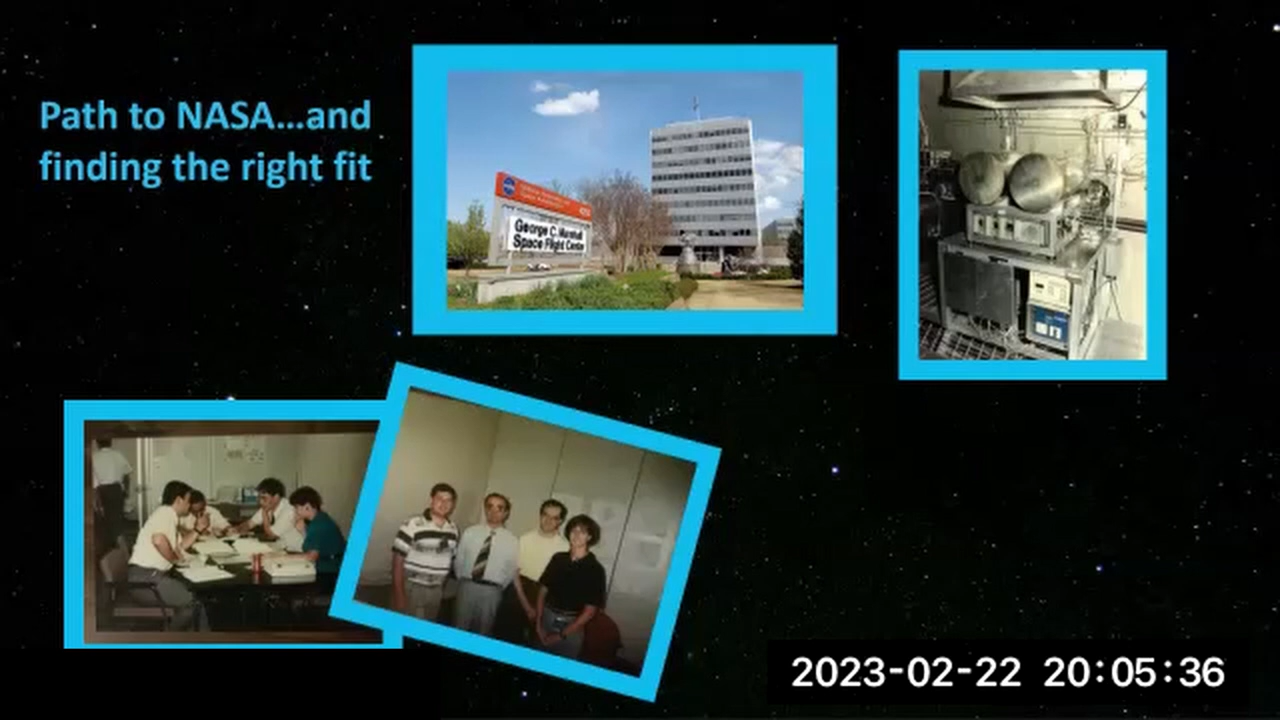 Path to NASA...and
finding the right fit
George C. Marshall
Space Flight Center
2023-02-22 20:05:36